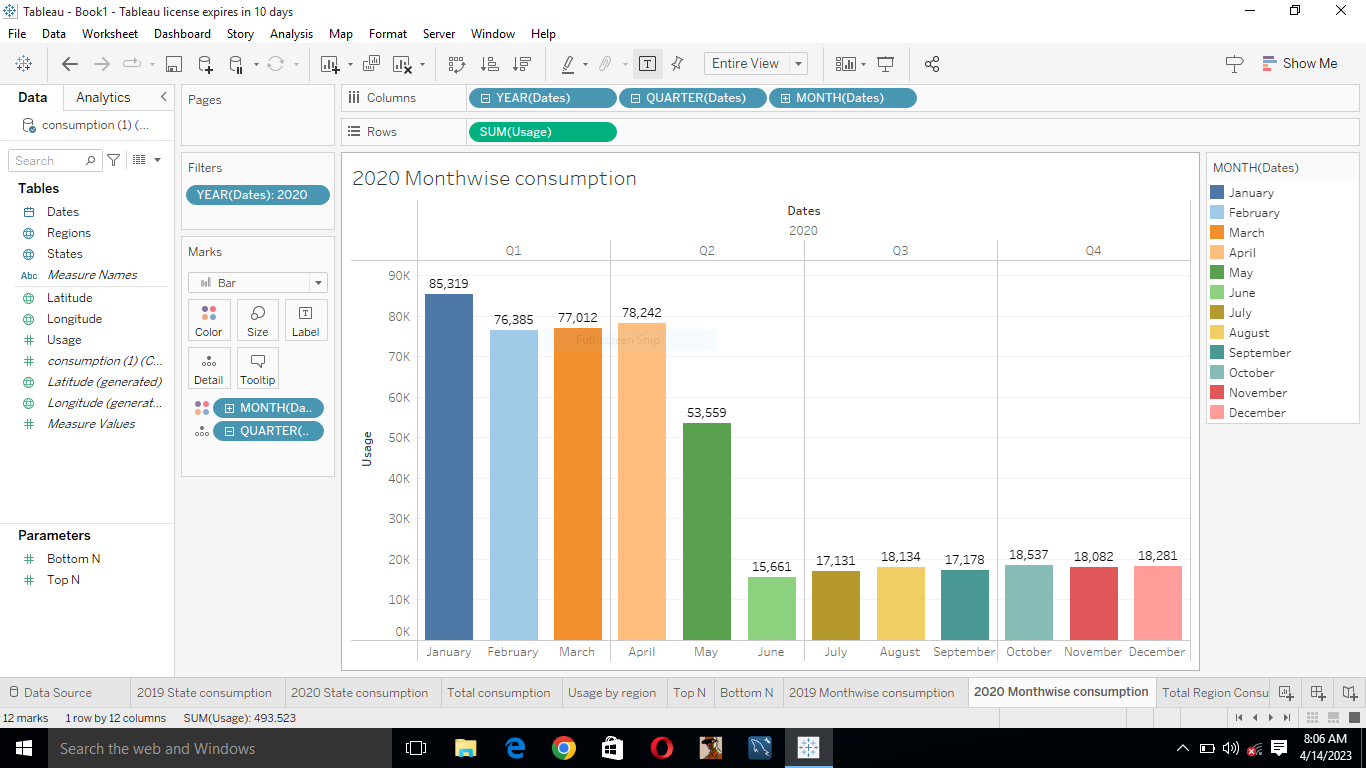 Tableau - Book1 - Tableau license expires in 10 days
File Data Worksheet Dashboard Story Analysis Map Format Server Window Help
Entire View
Show Me
Data Analytics
consumption (1) (...
Search
Tables
Dates
Regions
States
Abc Measure Names
Latitude
Longitude
Usage
consumption (1) (C...
Latitude (generated)
Longitude (generat...
Measure Values
Parameters
Bottom N
Top N
Pages
Filters
YEAR(Dates): 2020
Marks
Bar
Color Size Label
Detail Tooltip
MONTH(Da..
QUARTER(..
Columns YEAR(Dates) QUARTER(Dates) MONTH(Dates)
Rows SUM(Usage)
2020 Monthwise consumption
Dates
2020
Q1 Q2 Q3 Q4
Usage
90K
80K
70K
60K
50K
40K
30K
20K
10K
0K
85,319 76,385 77,012 78,242 53,559 15,661 17,131 18,134 17,178 18,537 18,082 18,281
Full-screen Snip
January February March April May June July August September October November December
MONTH(Dates)
January
February
March
April
May
June
July
August
September
October
November
December
Data Source 2019 State consumption 2020 State consumption Total consumption Usage by region Top N Bottom N 2019 Monthwise consumption 2020 Monthwise consumption Total Region Consu
12 marks 1 row by 12 columns SUM(Usage): 493,523
Search the web and Windows
8:06 AM
4/14/2023